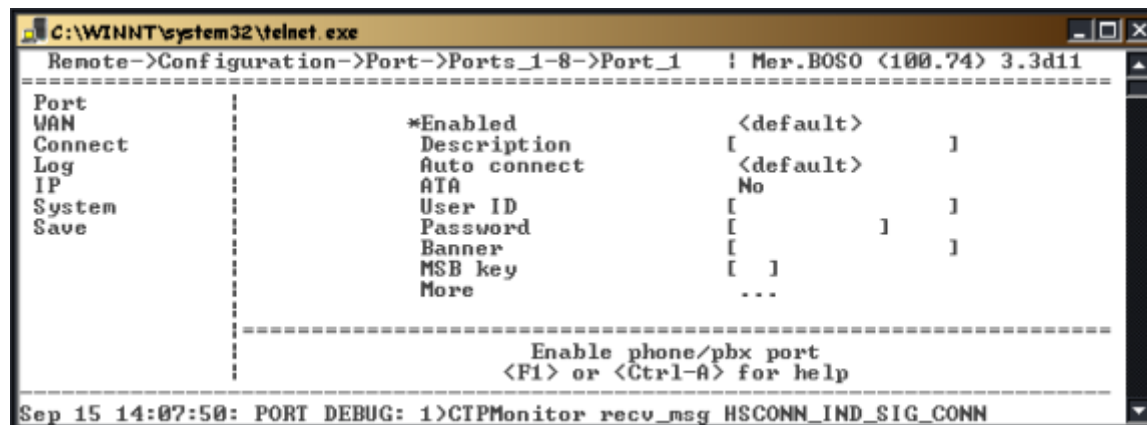 C:\WINNT\system32\telnet.exe
Remote->Configuration->Port->Ports_1-8->Port_1 ¦ Mer.BOSO <100.74> 3.3d11
Port
WAN *Enabled <default>
Connect Description [ ]
Log Auto connect <default>
IP ATA No
System User ID [ ]
Save Password [ ]
Banner [ ]
MSB key [ ]
More ...
Enable phone/pbx port
<F1> or <Ctrl-A> for help
Sep 15 14:07:50: PORT DEBUG: 1>CTPMonitor recv_msg HSCONN_IND_SIG_CONN